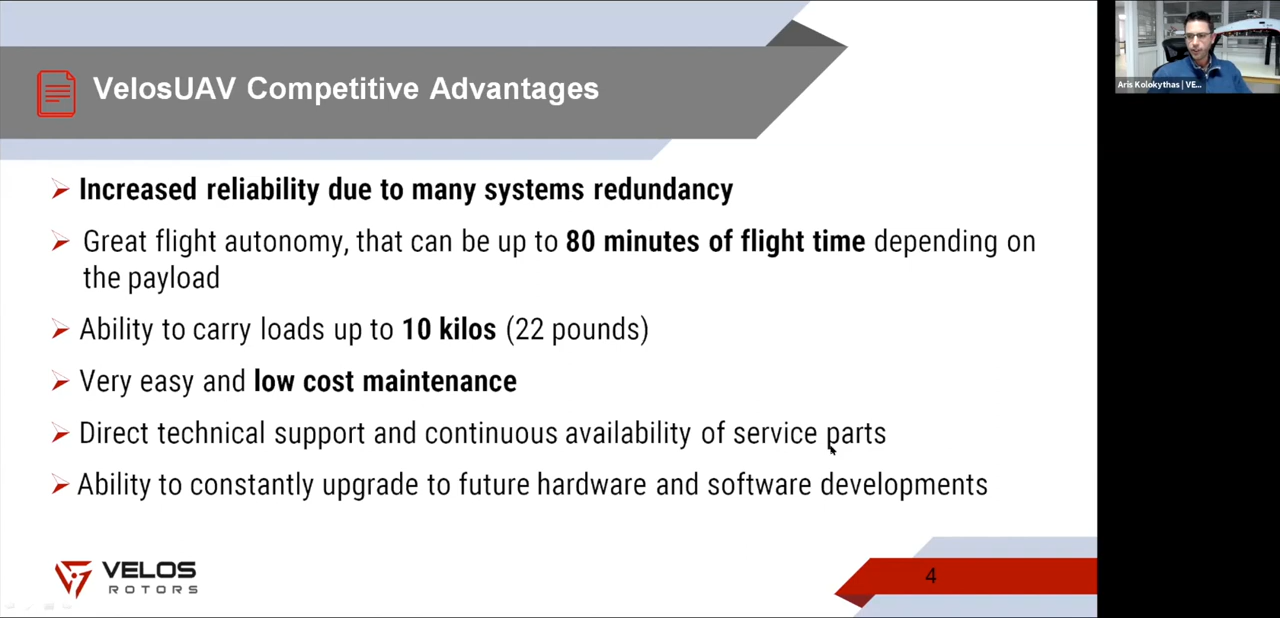 VelosUAV Competitive Advantages
Aris Kolokythas | VE...
Increased reliability due to many systems redundancy
Great flight autonomy, that can be up to 80 minutes of flight time depending on
the payload
Ability to carry loads up to 10 kilos (22 pounds)
Very easy and low cost maintenance
Direct technical support and continuous availability of service parts
Ability to constantly upgrade to future hardware and software developments
VELOS
ROTORS
4